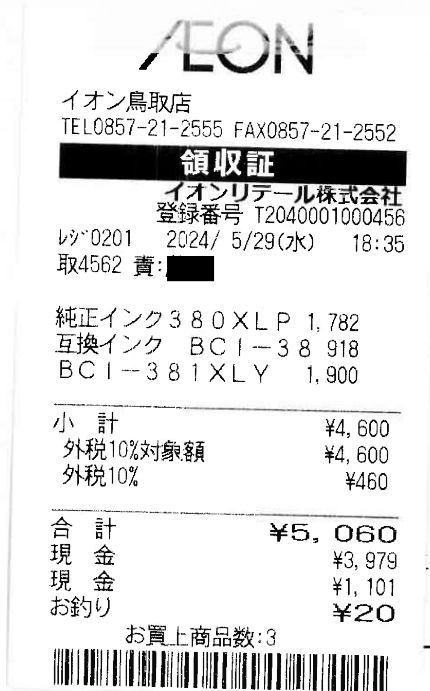 ÆON
イオン鳥取店
TEL0857-21-2555 FAX0857-21-2552
領収証
イオンリテール株式会社
登録番号 T2040001000456
ﾚｼﾞ0201 2024/ 5/29(水) 18:35
取4562 責:
純正インク380XLP 1,782
互換インク BCI-38 918
BCI-381XLY 1,900
小 計 ¥4,600
外税10%対象額 ¥4,600
外税10% ¥460
合 計 ¥5,060
現 金 ¥3,979
現 金 ¥1,101
お釣り ¥20
お買上商品数:3